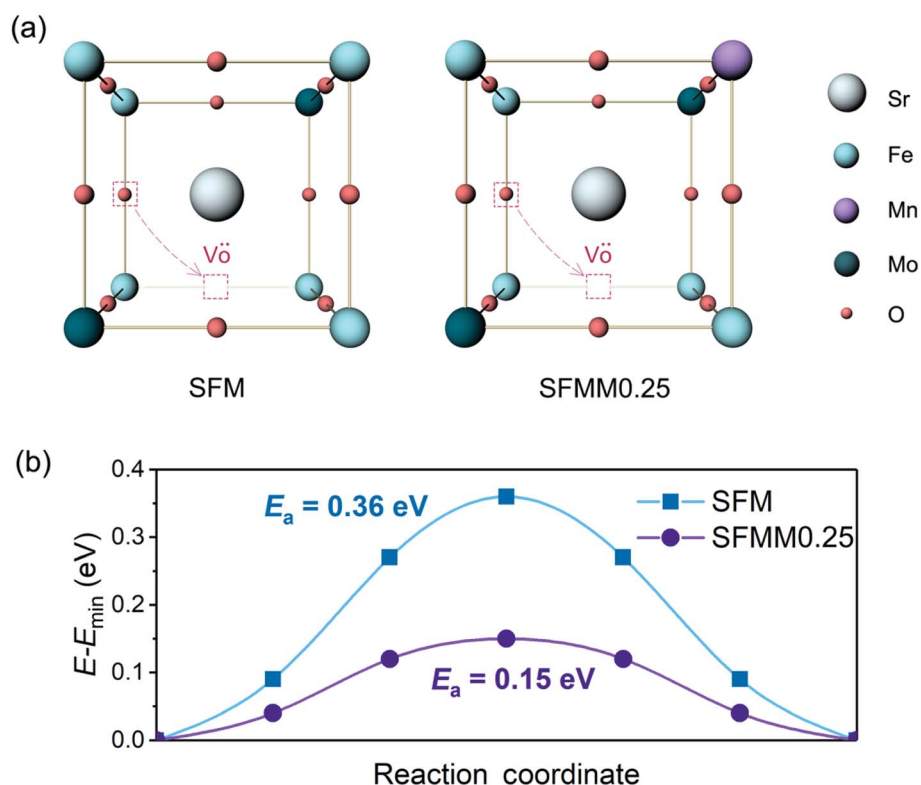 (a)
Sr
Fe
Mn
Mo
O
Vö
Vö
SFM
SFMM0.25
(b)
E-Emin (eV)
0.4
0.3
0.2
0.1
0.0
Ea = 0.36 eV
Ea = 0.15 eV
SFM
SFMM0.25
Reaction coordinate